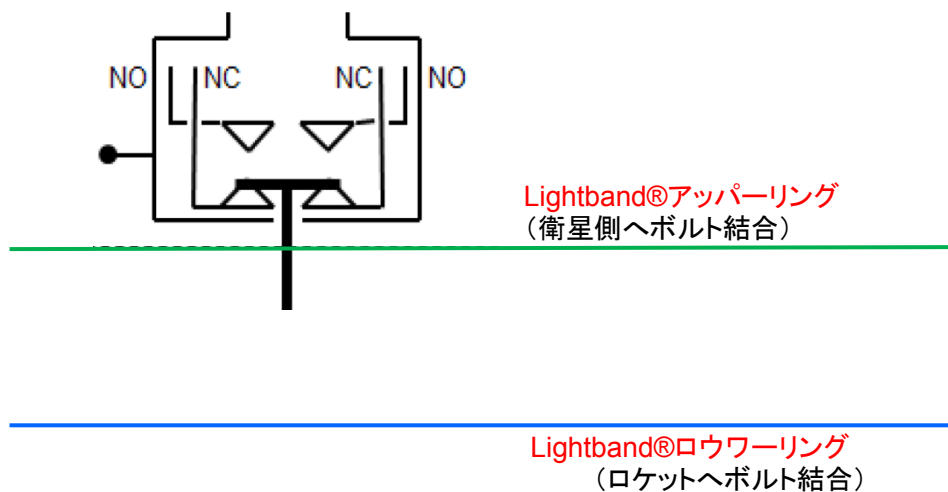 NO NC NC NO
Lightband®アッパーリング
（衛星側へボルト結合）
Lightband®ロウワーリング
（ロケットへボルト結合）